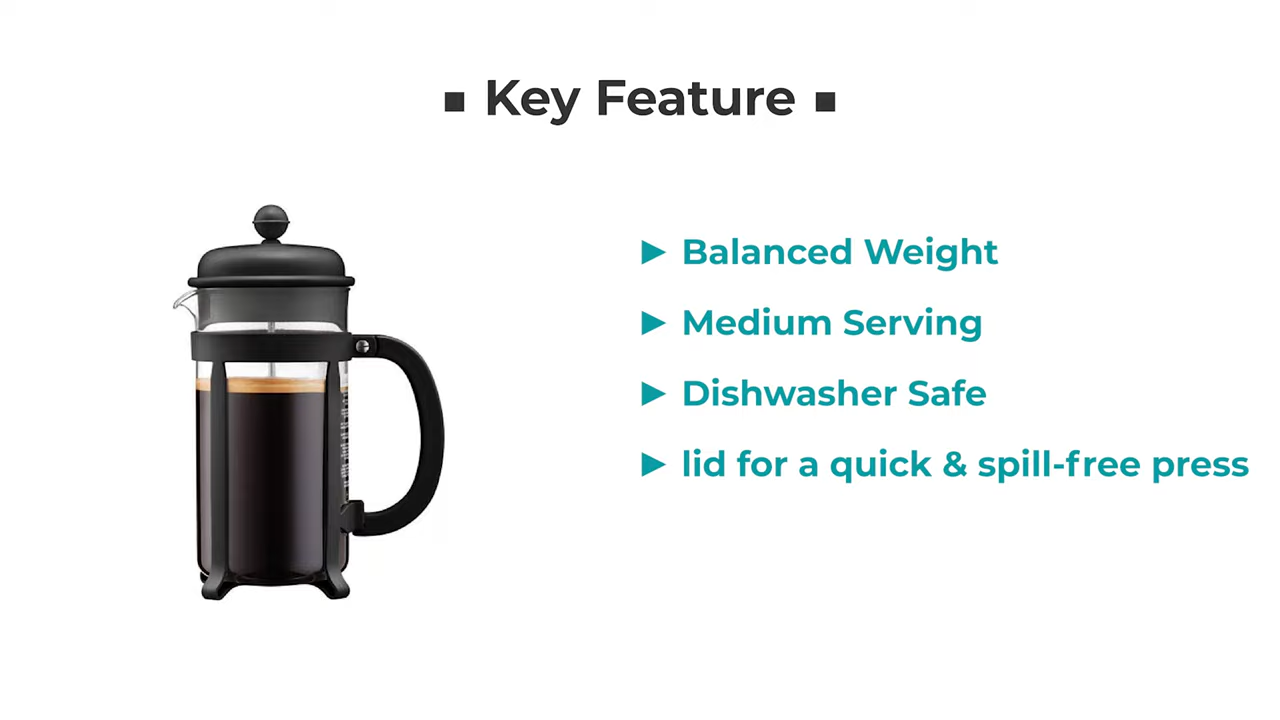 ▪ Key Feature ▪
► Balanced Weight
► Medium Serving
► Dishwasher Safe
► lid for a quick & spill-free press